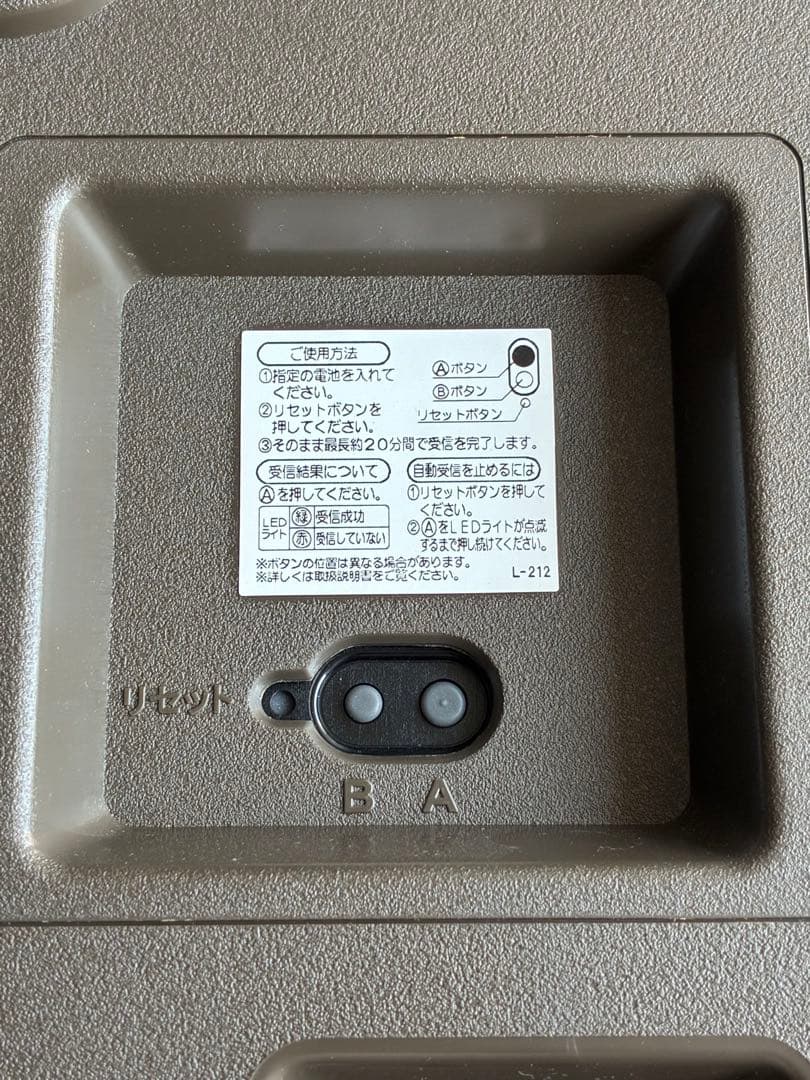 ご使用方法
①指定の電池を入れて
ください。
②リセットボタンを
押してください。
③そのまま最長約20分間で受信を完了します。
Ⓐボタン
Ⓑボタン
リセットボタン
受信結果について
Ⓐを押してください。
LED
ライト
緑 受信成功
赤 受信していない
自動受信を止めるには
①リセットボタンを押して
ください。
②ⒶをLEDライトが点滅
するまで押し続けてください。
※ボタンの位置は異なる場合があります。
※詳しくは取扱説明書をご覧ください。
L-212
リセット
B A